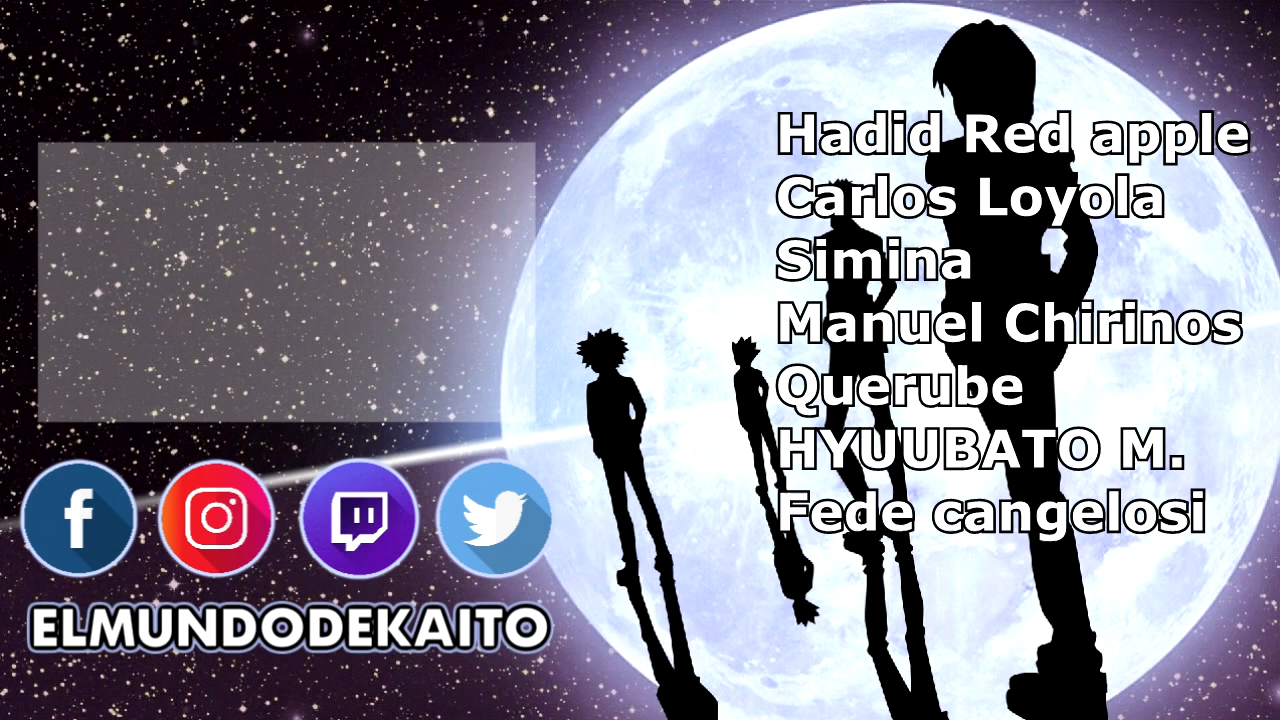 Hadid Red apple
Carlos Loyola
Simina
Manuel Chirinos
Querube
HYUUBATO M.
Fede cangelosi
ELMUNDODEKAITO